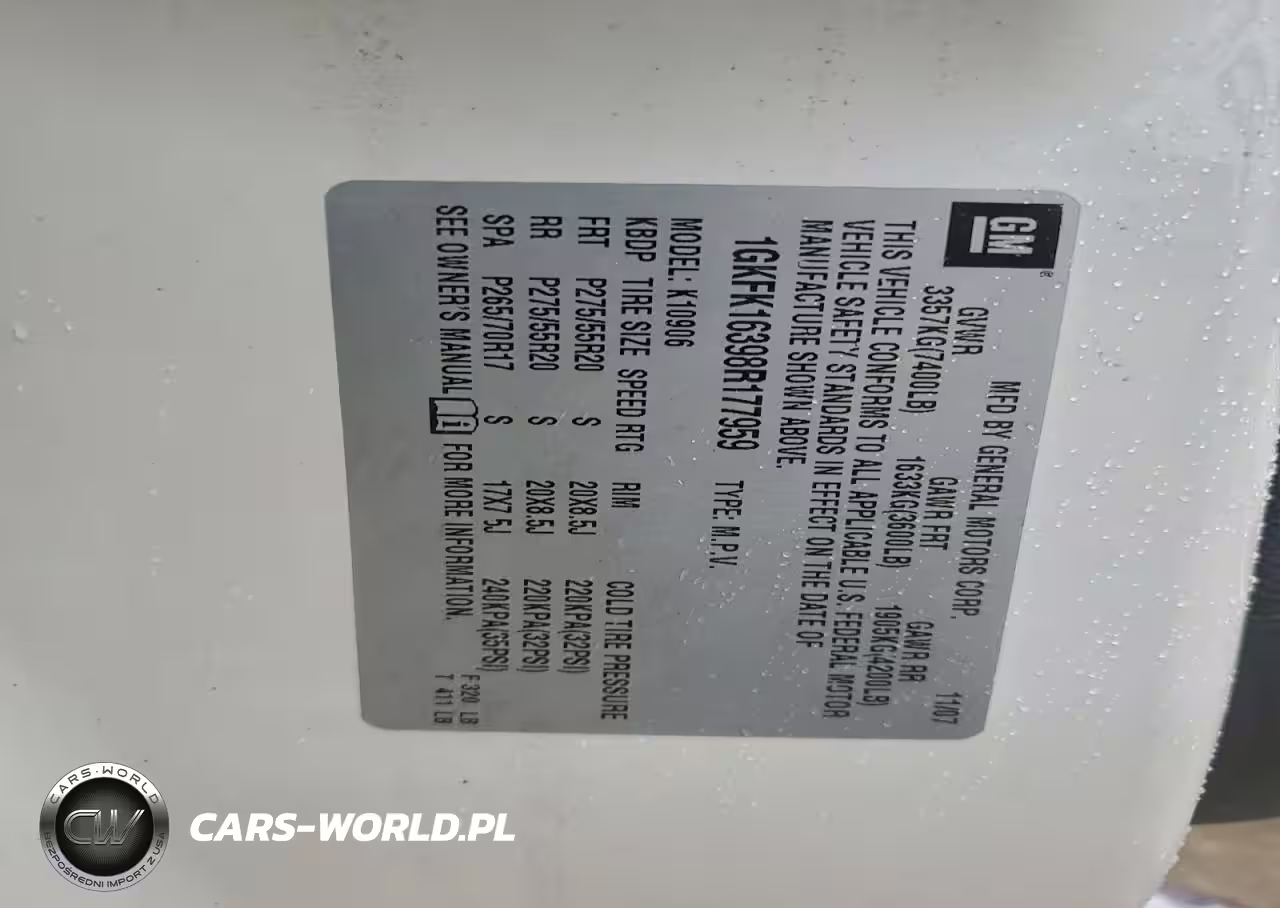 GM ®
MFD BY GENERAL MOTORS CORP. 11/07
GVWR GAWR FRT GAWR RR
3357KG(7400LB) 1633KG(3600LB) 1905KG(4200LB)
THIS VEHICLE CONFORMS TO ALL APPLICABLE U.S. FEDERAL MOTOR
VEHICLE SAFETY STANDARDS IN EFFECT ON THE DATE OF
MANUFACTURE SHOWN ABOVE.
1GKFK16398R177959 TYPE: M.P.V.
MODEL: K10906
KBDP TIRE SIZE SPEED RTG RIM COLD TIRE PRESSURE
FRT P275/55R20 S 20X8.5J 220KPA(32PSI)
RR P275/55R20 S 20X8.5J 220KPA(32PSI)
SPA P265/70R17 S 17X7.5J 240KPA(35PSI)
SEE OWNER'S MANUAL FOR MORE INFORMATION.
F 320 LB
T 411 LB
CARS-WORLD
CW
BEZPOŚREDNI IMPORT Z USA
CARS-WORLD.PL